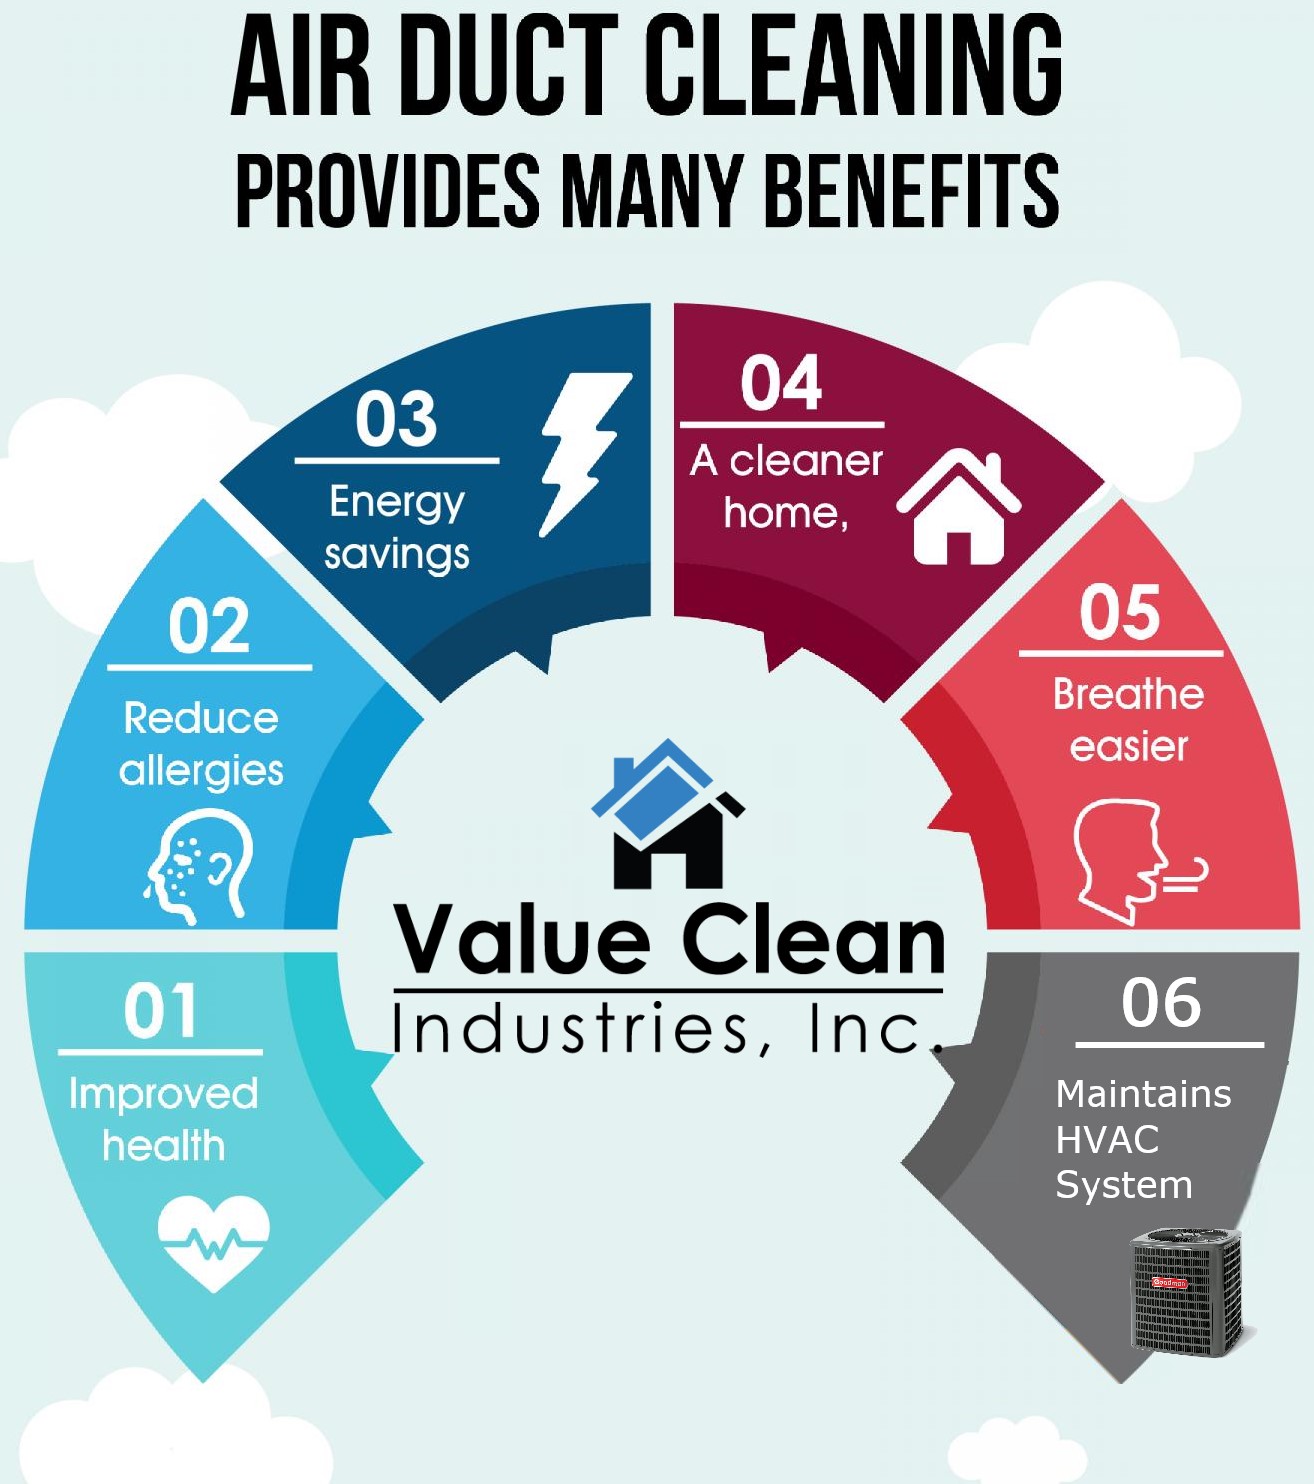 AIR DUCT CLEANING
PROVIDES MANY BENEFITS
01
Improved
health
02
Reduce
allergies
03
Energy
savings
04
A cleaner
home,
05
Breathe
easier
06
Maintains
HVAC
System
Goodman
Value Clean
Industries, Inc.